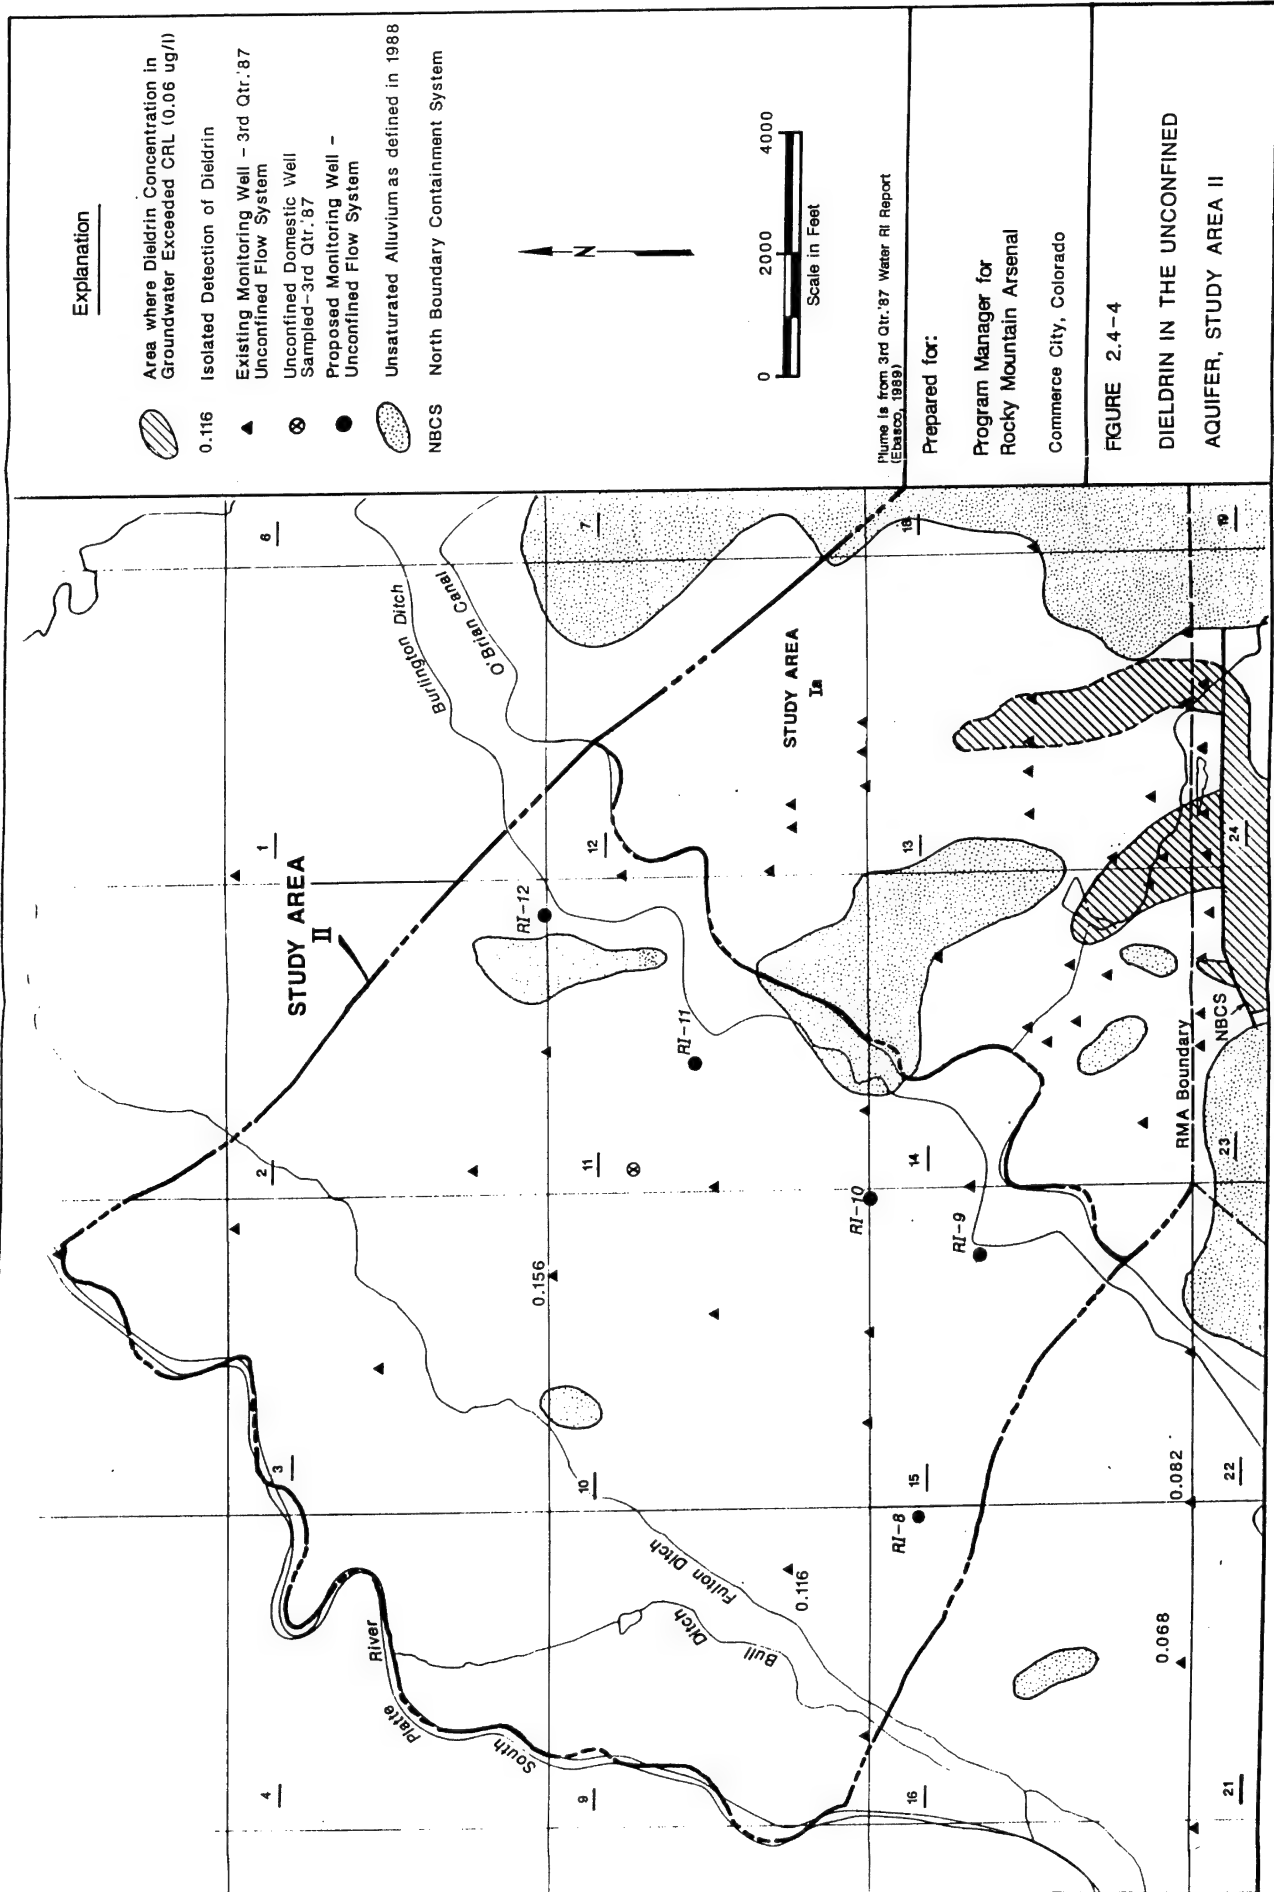 Explanation
Area where Dieldrin Concentration in
Groundwater Exceeded CRL (0.06 ug/l)
0.116
Isolated Detection of Dieldrin
Existing Monitoring Well - 3rd Qtr.'87
Unconfined Flow System
Unconfined Domestic Well
Sampled-3rd Qtr.'87
Proposed Monitoring Well -
Unconfined Flow System
Unsaturated Alluvium as defined in 1988
NBCS
North Boundary Containment System
N
0
2000
4000
Scale in Feet
Plume is from 3rd Qtr.'87 Water RI Report
(Ebasco, 1989)
Prepared for:
Program Manager for
Rocky Mountain Arsenal
Commerce City, Colorado
FIGURE 2.4-4
DIELDRIN IN THE UNCONFINED
AQUIFER, STUDY AREA II
4
3
2
1
6
STUDY AREA
II
River
Platte
South
Burlington Ditch
O'Brian Canal
RI-12
0.156
9
10
11
12
7
Fulton Ditch
Ditch
Bull
0.116
RI-11
STUDY AREA
Ia
RI-8
RI-10
RI-9
16
15
14
13
18
0.068
0.082
RMA Boundary
NBCS
21
22
23
24
19